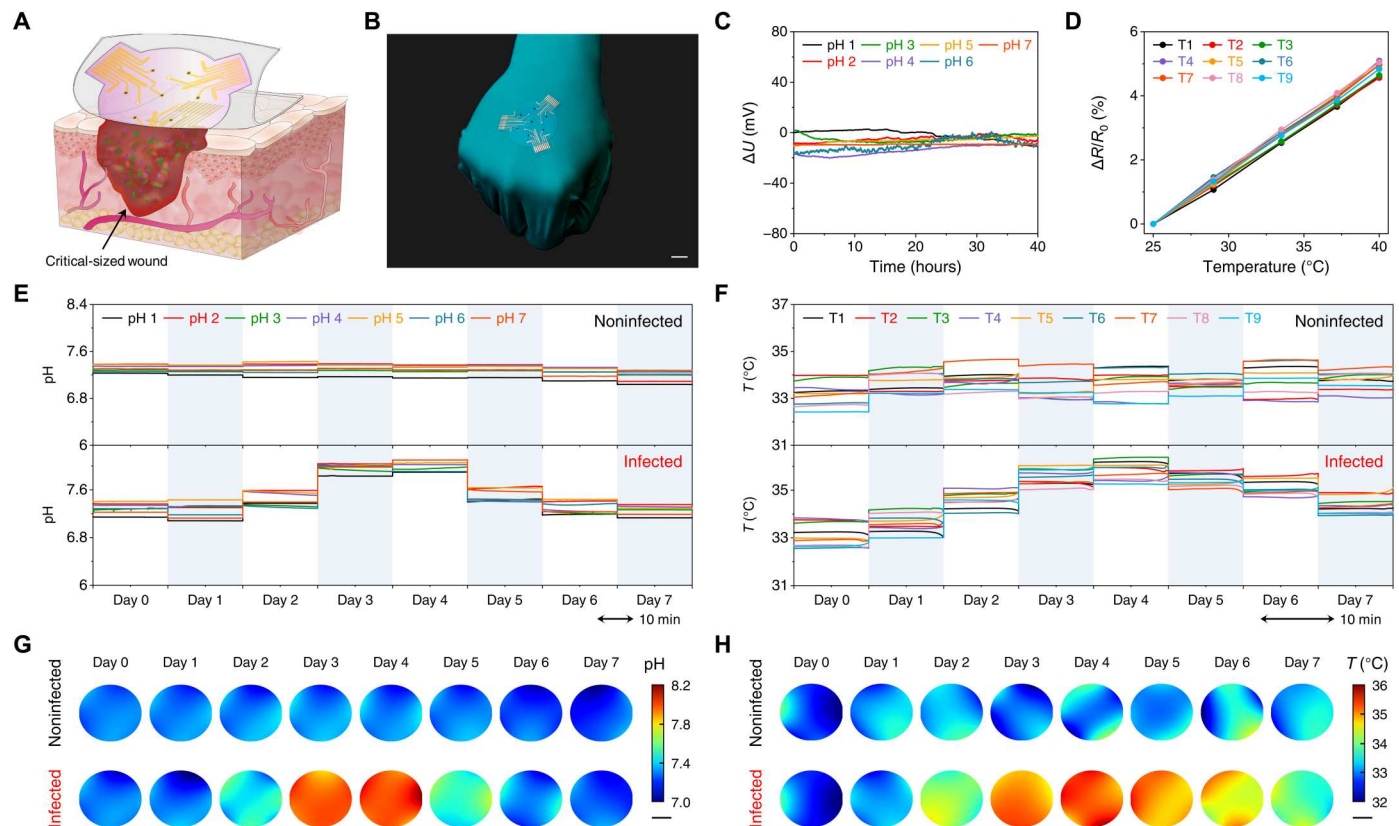 A
Critical-sized wound
B
C
80
40
0
−40
−80
ΔU (mV)
pH 1 pH 3 pH 5 pH 7
pH 2 pH 4 pH 6
0 10 20 30 40
Time (hours)
D
6
4
2
0
ΔR/R0 (%)
T1 T2 T3
T4 T5 T6
T7 T8 T9
25 30 35 40
Temperature (°C)
E
8.4
7.6
6.8
6
pH
pH 1 pH 2 pH 3 pH 4 pH 5 pH 6 pH 7
Noninfected
7.6
6.8
6
pH
Infected
Day 0 Day 1 Day 2 Day 3 Day 4 Day 5 Day 6 Day 7
10 min
F
37
35
33
31
T (°C)
T1 T2 T3 T4 T5 T6 T7 T8 T9
Noninfected
35
33
31
T (°C)
Infected
Day 0 Day 1 Day 2 Day 3 Day 4 Day 5 Day 6 Day 7
10 min
G
Day 0 Day 1 Day 2 Day 3 Day 4 Day 5 Day 6 Day 7 pH
Noninfected
Infected
8.2
7.8
7.4
7.0
H
Day 0 Day 1 Day 2 Day 3 Day 4 Day 5 Day 6 Day 7 T (°C)
Noninfected
Infected
36
35
34
33
32